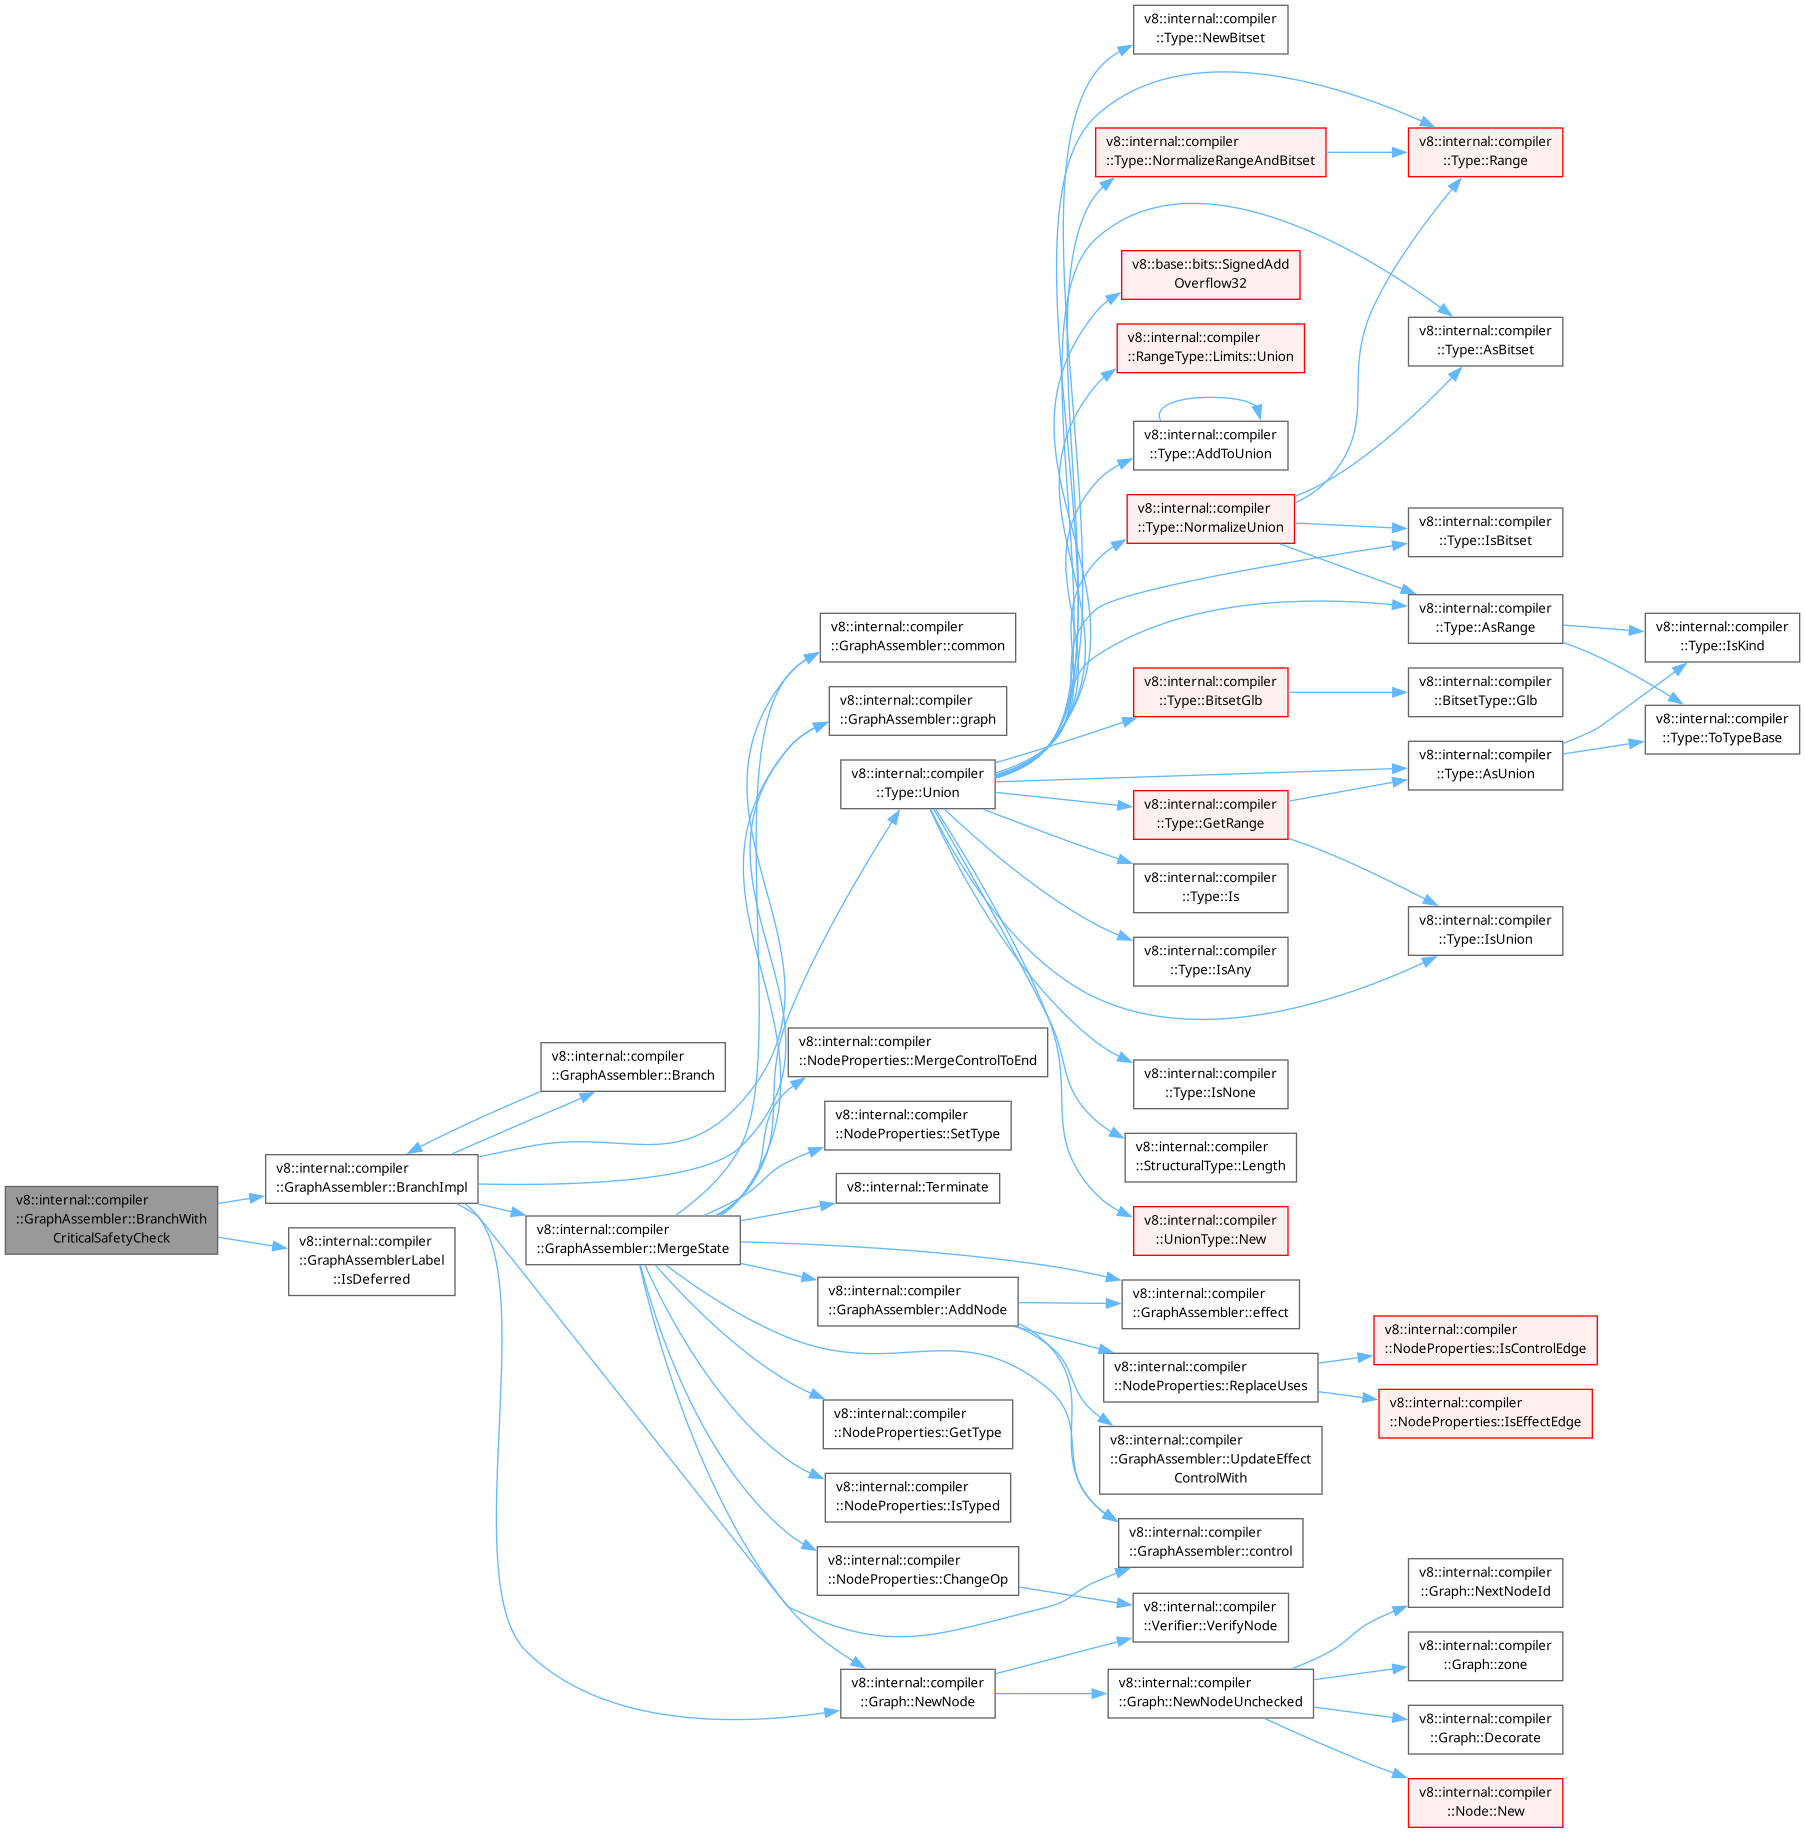 v8::internal::compiler
::Type::NewBitset
v8::internal::compiler
::Type::NormalizeRangeAndBitset
v8::internal::compiler
::Type::Range
v8::base::bits::SignedAdd
Overflow32
v8::internal::compiler
::RangeType::Limits::Union
v8::internal::compiler
::Type::AsBitset
v8::internal::compiler
::Type::AddToUnion
v8::internal::compiler
::Type::NormalizeUnion
v8::internal::compiler
::Type::IsBitset
v8::internal::compiler
::GraphAssembler::common
v8::internal::compiler
::Type::AsRange
v8::internal::compiler
::Type::IsKind
v8::internal::compiler
::GraphAssembler::graph
v8::internal::compiler
::Type::BitsetGlb
v8::internal::compiler
::BitsetType::Glb
v8::internal::compiler
::Type::ToTypeBase
v8::internal::compiler
::Type::Union
v8::internal::compiler
::Type::AsUnion
v8::internal::compiler
::Type::GetRange
v8::internal::compiler
::Type::Is
v8::internal::compiler
::Type::IsAny
v8::internal::compiler
::Type::IsUnion
v8::internal::compiler
::NodeProperties::MergeControlToEnd
v8::internal::compiler
::GraphAssembler::Branch
v8::internal::compiler
::Type::IsNone
v8::internal::compiler
::NodeProperties::SetType
v8::internal::compiler
::StructuralType::Length
v8::internal::compiler
::GraphAssembler::BranchImpl
v8::internal::Terminate
v8::internal::compiler
::GraphAssembler::BranchWith
CriticalSafetyCheck
v8::internal::compiler
::GraphAssemblerLabel
::IsDeferred
v8::internal::compiler
::GraphAssembler::MergeState
v8::internal::compiler
::UnionType::New
v8::internal::compiler
::GraphAssembler::AddNode
v8::internal::compiler
::GraphAssembler::effect
v8::internal::compiler
::NodeProperties::IsControlEdge
v8::internal::compiler
::NodeProperties::ReplaceUses
v8::internal::compiler
::NodeProperties::IsEffectEdge
v8::internal::compiler
::NodeProperties::GetType
v8::internal::compiler
::GraphAssembler::UpdateEffect
ControlWith
v8::internal::compiler
::NodeProperties::IsTyped
v8::internal::compiler
::GraphAssembler::control
v8::internal::compiler
::NodeProperties::ChangeOp
v8::internal::compiler
::Graph::NextNodeId
v8::internal::compiler
::Verifier::VerifyNode
v8::internal::compiler
::Graph::zone
v8::internal::compiler
::Graph::NewNode
v8::internal::compiler
::Graph::NewNodeUnchecked
v8::internal::compiler
::Graph::Decorate
v8::internal::compiler
::Node::New